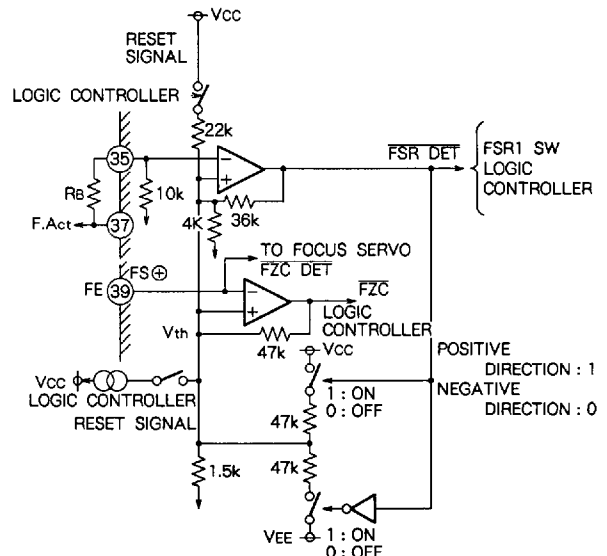 VCC
RESET
SIGNAL
LOGIC CONTROLLER
22k
35
FSR DET
FSR1 SW
LOGIC
CONTROLLER
RB
10k
36k
4K
F.Act
37
TO FOCUS SERVO
FZC DET
FS⊕
FE
39
FZC
LOGIC
CONTROLLER
Vth
47k
VCC
POSITIVE
DIRECTION : 1
NEGATIVE
DIRECTION : 0
VCC
LOGIC CONTROLLER
RESET SIGNAL
1 : ON
0 : OFF
47k
47k
1.5k
VEE
1 : ON
0 : OFF